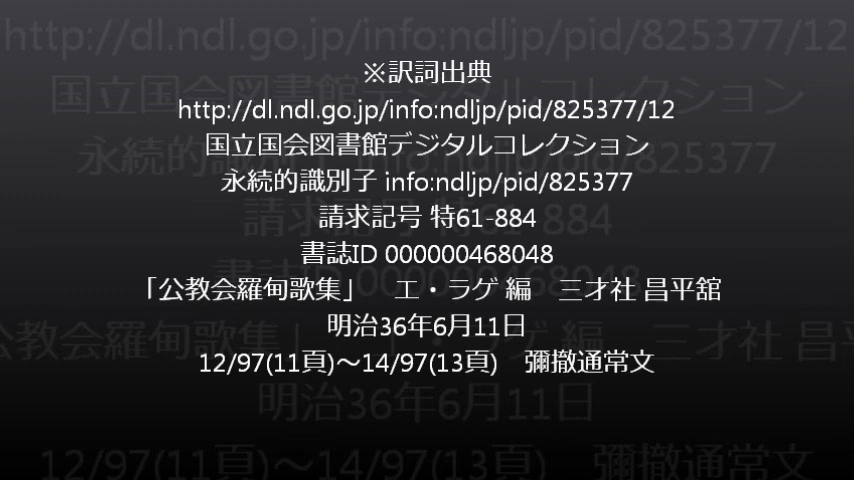 ※訳詞出典
http://dl.ndl.go.jp/info:ndljp/pid/825377/12
国立国会図書館デジタルコレクション
永続的識別子 info:ndljp/pid/825377
請求記号 特61-884
書誌ID 000000468048
「公教会羅甸歌集」　エ・ラゲ 編　三才社 昌平舘
明治36年6月11日
12/97(11頁)～14/97(13頁)　彌撤通常文